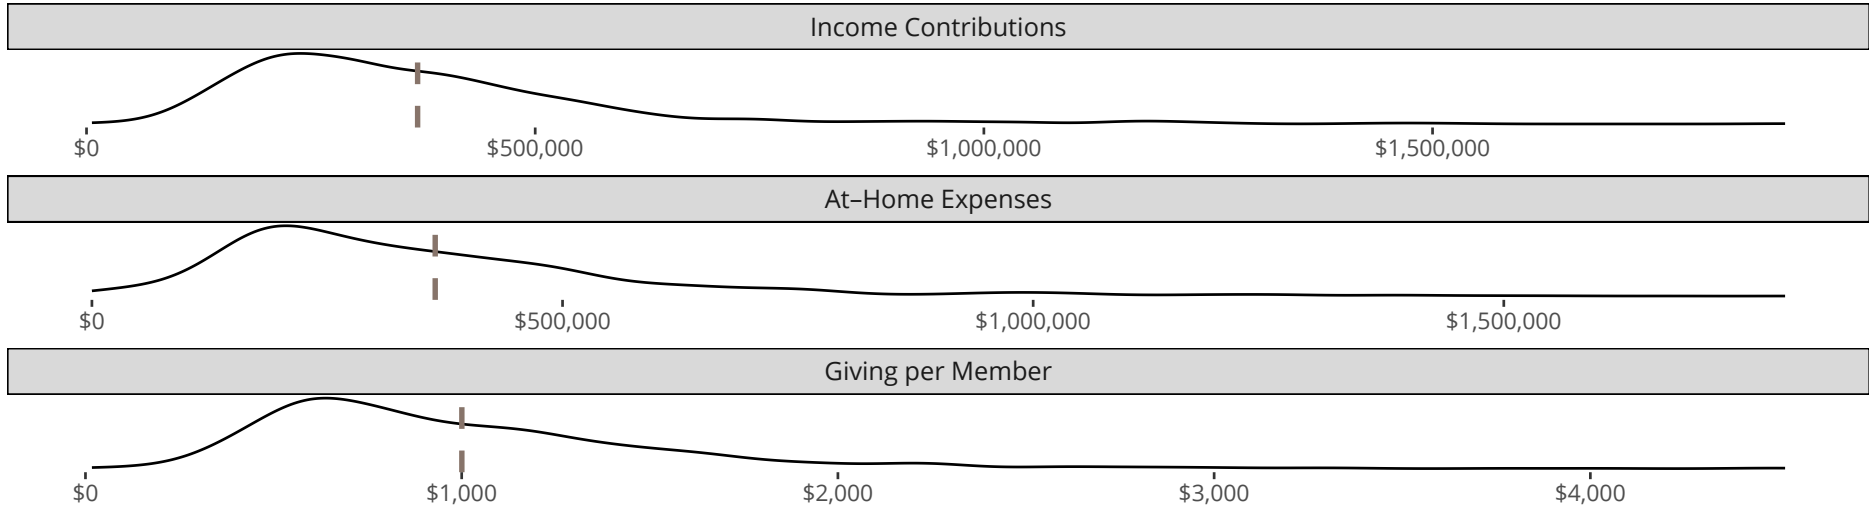 Income Contributions
$0 $500,000 $1,000,000 $1,500,000
At–Home Expenses
$0 $500,000 $1,000,000 $1,500,000
Giving per Member
$0 $1,000 $2,000 $3,000 $4,000